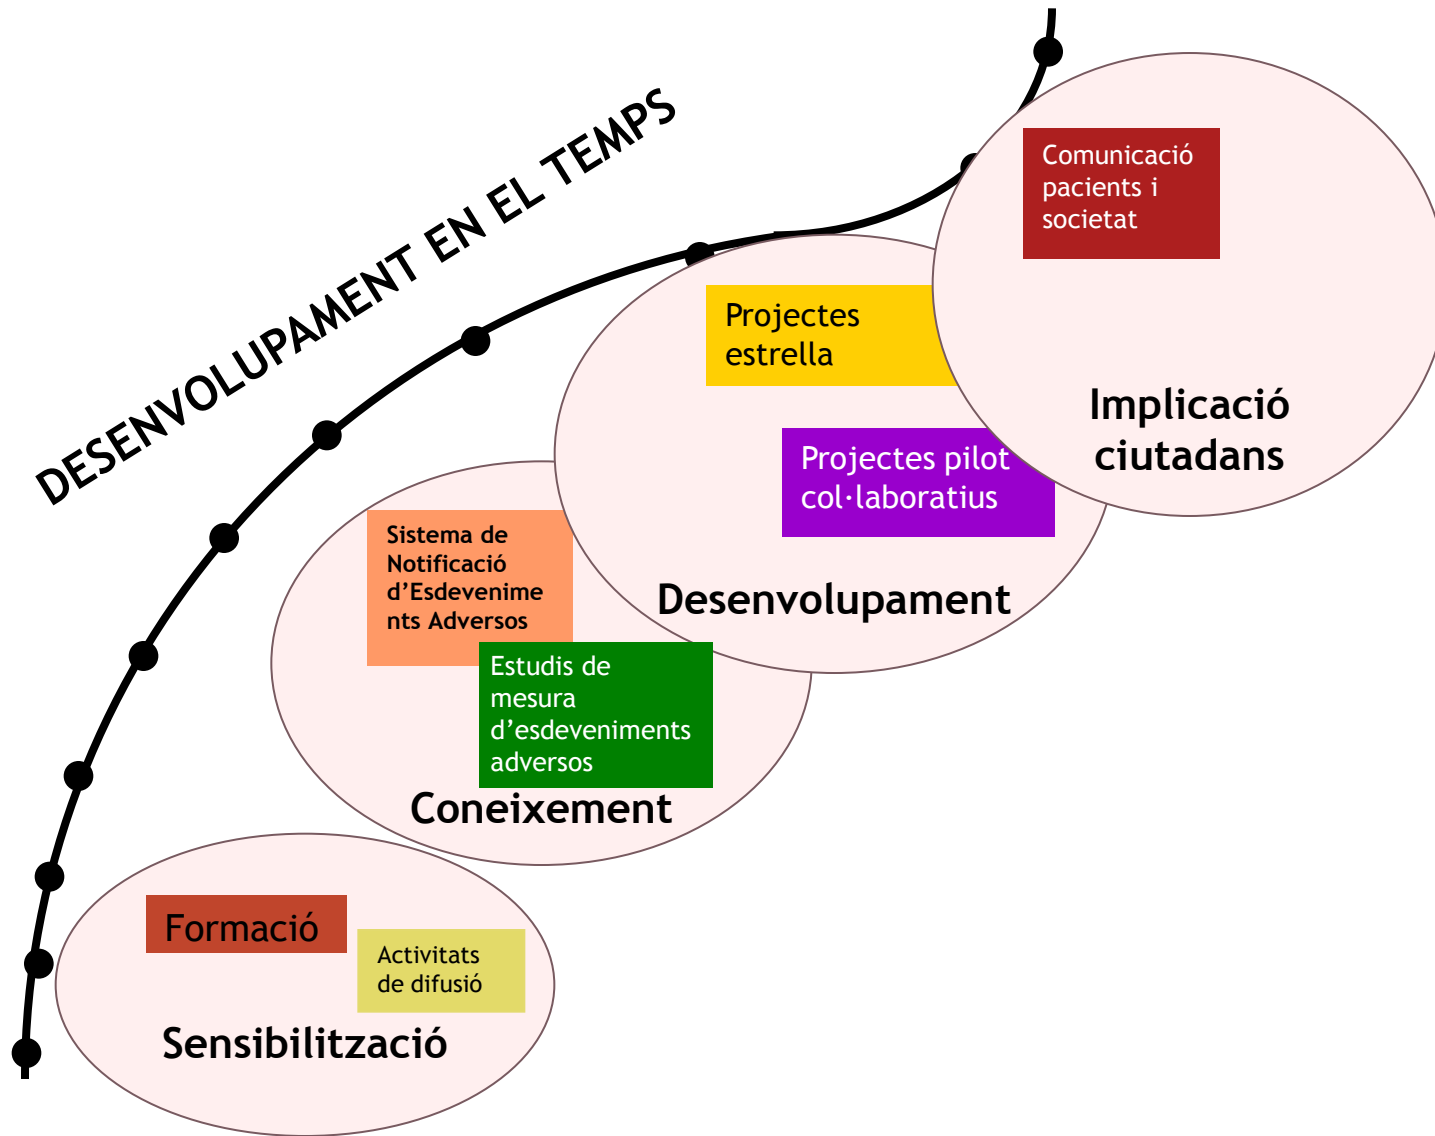 DESENVOLUPAMENT EN EL TEMPS
Comunicació
pacients i
societat
Implicació
ciutadans
Projectes
estrella
Projectes pilot
col·laboratius
Desenvolupament
Sistema de
Notificació
d’Esdevenime
nts Adversos
Estudis de
mesura
d’esdeveniments
adversos
Coneixement
Formació
Activitats
de difusió
Sensibilització